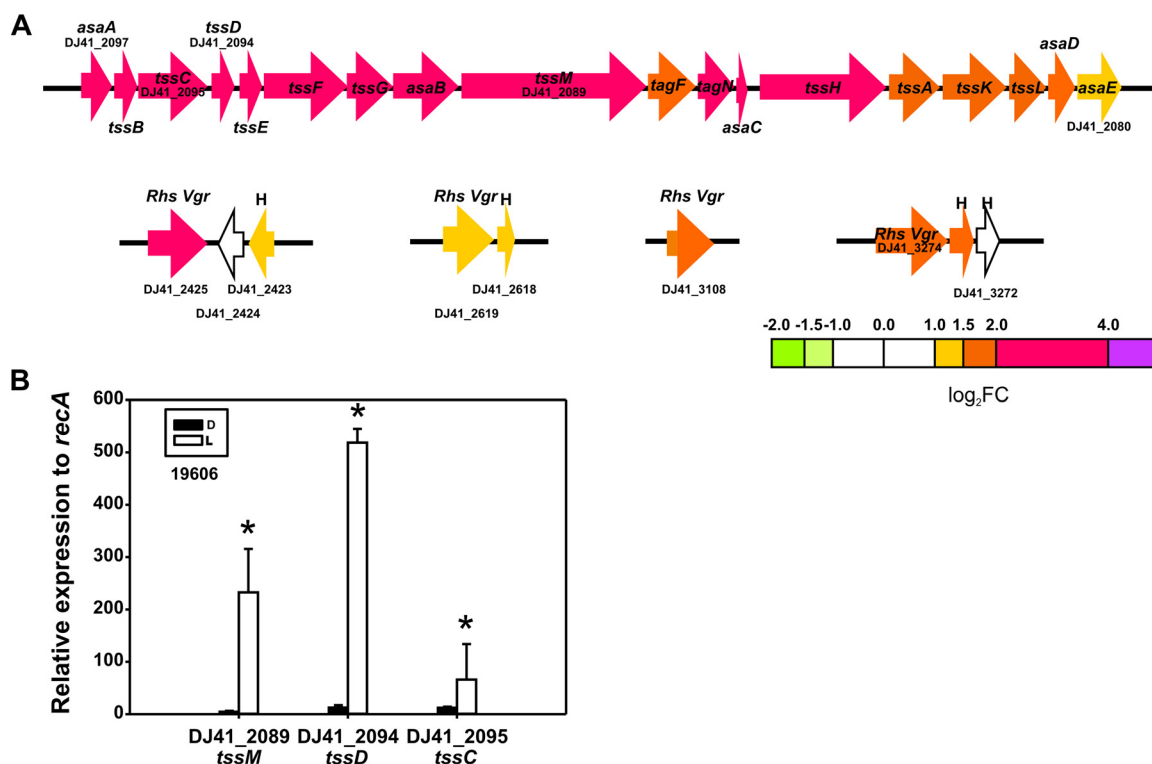 A
asaA
DJ41_2097
tssD
DJ41_2094
asaD
tssC
DJ41_2095
tssF
tssG
asaB
tssM
DJ41_2089
tagF
tagN
tssH
tssA
tssK
tssL
asaE
tssB
tssE
asaC
DJ41_2080
Rhs Vgr
H
Rhs Vgr
H
Rhs Vgr
H
H
Rhs Vgr
DJ41_3274
DJ41_2425
DJ41_2423
DJ41_2424
DJ41_2618
DJ41_2619
DJ41_3108
DJ41_3272
-2.0
-1.5
-1.0
0.0
1.0
1.5
2.0
4.0
log2FC
B
Relative expression to recA
600
500
400
300
200
100
0
D
L
19606
*
*
*
DJ41_2089
tssM
DJ41_2094
tssD
DJ41_2095
tssC